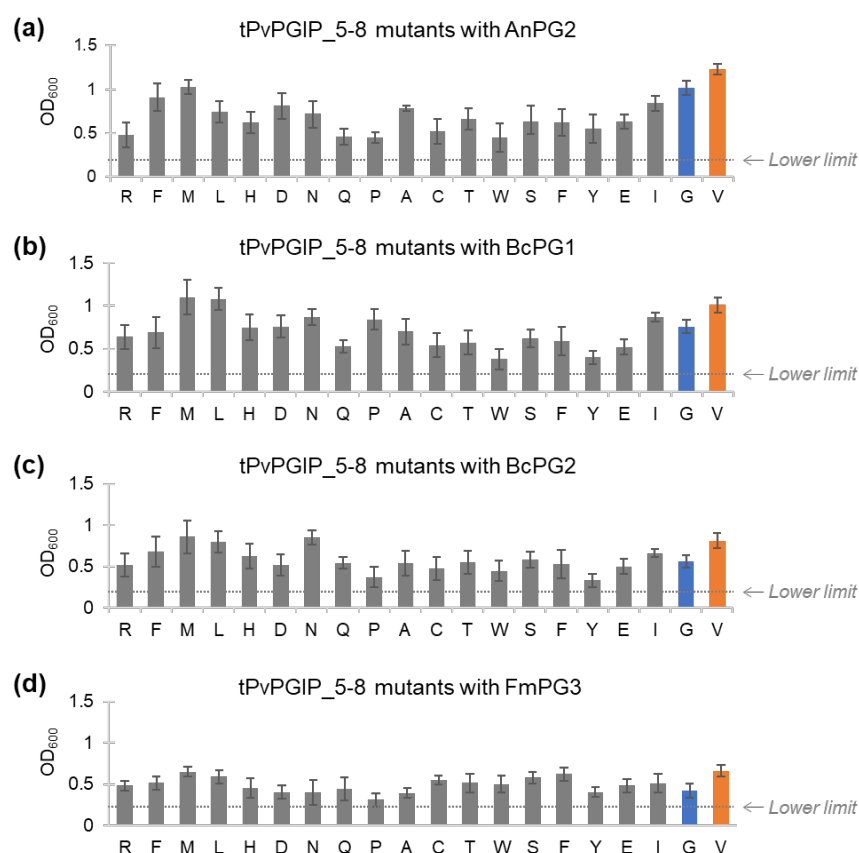 (a) tPvPGIP_5-8 mutants with AnPG2
OD600
1.5
1
0.5
0
← Lower limit
R F M L H D N Q P A C T W S F Y E I G V
(b) tPvPGIP_5-8 mutants with BcPG1
OD600
1.5
1
0.5
0
← Lower limit
R F M L H D N Q P A C T W S F Y E I G V
(c) tPvPGIP_5-8 mutants with BcPG2
OD600
1.5
1
0.5
0
← Lower limit
R F M L H D N Q P A C T W S F Y E I G V
(d) tPvPGIP_5-8 mutants with FmPG3
OD600
1.5
1
0.5
0
← Lower limit
R F M L H D N Q P A C T W S F Y E I G V